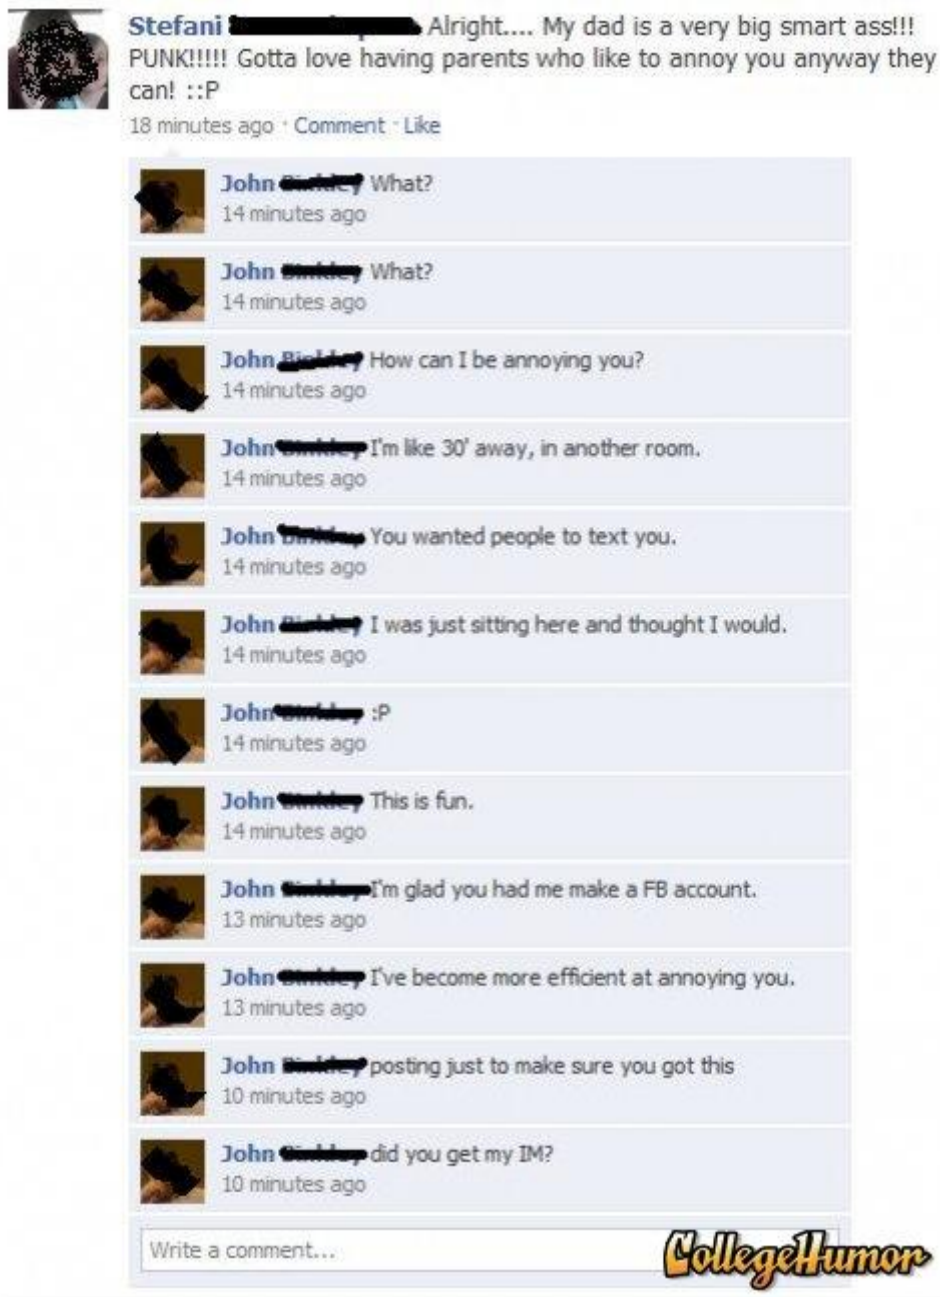 Stefani Alright.... My dad is a very big smart ass!!!
PUNK!!!!! Gotta love having parents who like to annoy you anyway they
can! ::P
18 minutes ago · Comment · Like
John What?
14 minutes ago
John What?
14 minutes ago
John How can I be annoying you?
14 minutes ago
John I'm like 30' away, in another room.
14 minutes ago
John You wanted people to text you.
14 minutes ago
John I was just sitting here and thought I would.
14 minutes ago
John :P
14 minutes ago
John This is fun.
14 minutes ago
John I'm glad you had me make a FB account.
13 minutes ago
John I've become more efficient at annoying you.
13 minutes ago
John posting just to make sure you got this
10 minutes ago
John did you get my IM?
10 minutes ago
Write a comment...
CollegeHumor